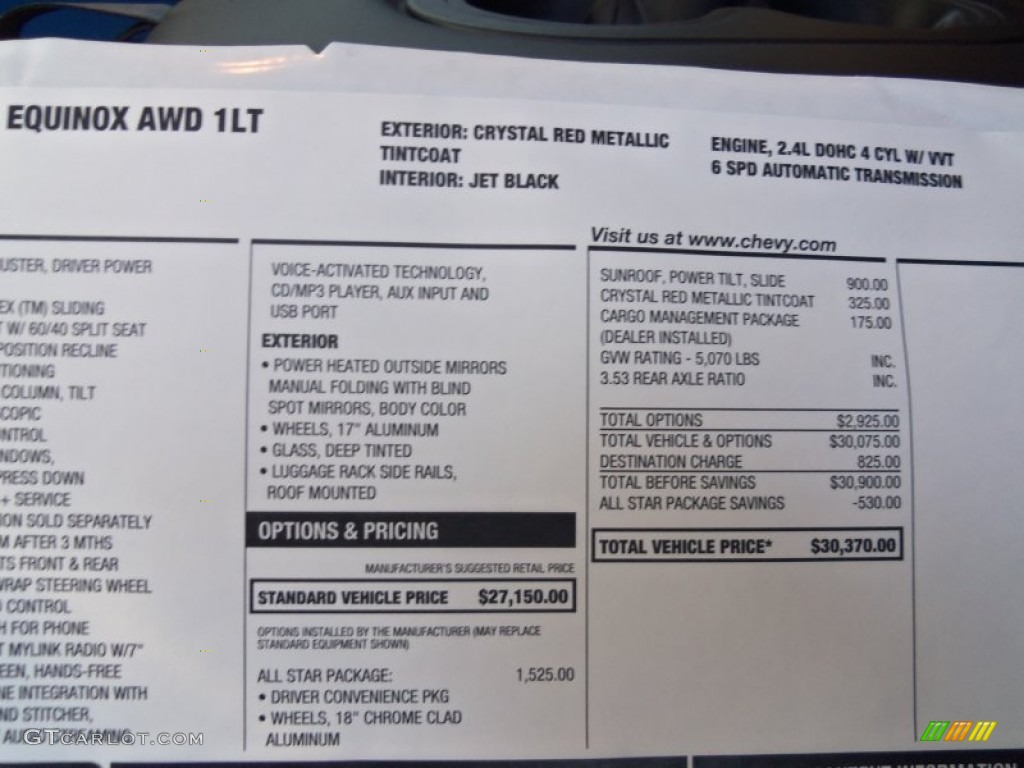 EQUINOX AWD 1LT
EXTERIOR: CRYSTAL RED METALLIC
TINTCOAT
INTERIOR: JET BLACK
ENGINE, 2.4L DOHC 4 CYL W/ VVT
6 SPD AUTOMATIC TRANSMISSION
USTER, DRIVER POWER
EX (TM) SLIDING
T W/ 60/40 SPLIT SEAT
POSITION RECLINE
TIONING
COLUMN, TILT
SCOPIC
NTROL
NDOWS,
PRESS DOWN
+ SERVICE
ION SOLD SEPARATELY
M AFTER 3 MTHS
TS FRONT & REAR
WRAP STEERING WHEEL
CONTROL
H FOR PHONE
T MYLINK RADIO W/7"
EEN, HANDS-FREE
NE INTEGRATION WITH
ND STITCHER,
AUDIO STREAMING
VOICE-ACTIVATED TECHNOLOGY,
CD/MP3 PLAYER, AUX INPUT AND
USB PORT
EXTERIOR
• POWER HEATED OUTSIDE MIRRORS
MANUAL FOLDING WITH BLIND
SPOT MIRRORS, BODY COLOR
• WHEELS, 17" ALUMINUM
• GLASS, DEEP TINTED
• LUGGAGE RACK SIDE RAILS,
ROOF MOUNTED
OPTIONS & PRICING
MANUFACTURER'S SUGGESTED RETAIL PRICE
STANDARD VEHICLE PRICE $27,150.00
OPTIONS INSTALLED BY THE MANUFACTURER (MAY REPLACE
STANDARD EQUIPMENT SHOWN)
ALL STAR PACKAGE: 1,525.00
• DRIVER CONVENIENCE PKG
• WHEELS, 18" CHROME CLAD
ALUMINUM
Visit us at www.chevy.com
SUNROOF, POWER TILT, SLIDE 900.00
CRYSTAL RED METALLIC TINTCOAT 325.00
CARGO MANAGEMENT PACKAGE 175.00
(DEALER INSTALLED)
GVW RATING - 5,070 LBS INC.
3.53 REAR AXLE RATIO INC.
TOTAL OPTIONS $2,925.00
TOTAL VEHICLE & OPTIONS $30,075.00
DESTINATION CHARGE 825.00
TOTAL BEFORE SAVINGS $30,900.00
ALL STAR PACKAGE SAVINGS -530.00
TOTAL VEHICLE PRICE* $30,370.00
GTCARLOT.COM